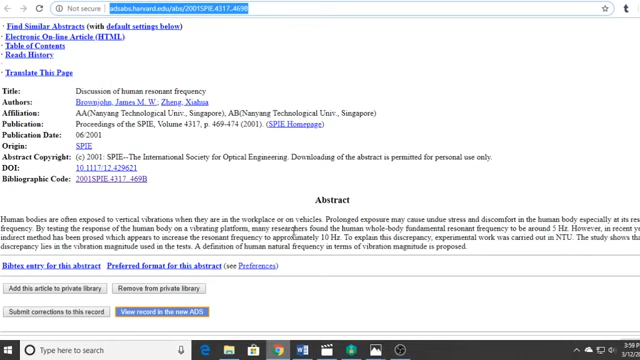 Not secure
adsabs.harvard.edu/abs/2001SPIE.4317..469B
· Find Similar Abstracts (with default settings below)
· Electronic On-line Article (HTML)
· Table of Contents
· Reads History
· Translate This Page
Title: Discussion of human resonant frequency
Authors: Brownjohn, James M. W.; Zheng, Xiahua
Affiliation: AA(Nanyang Technological Univ., Singapore), AB(Nanyang Technological Univ., Singapore)
Publication: Proceedings of the SPIE, Volume 4317, p. 469-474 (2001). (SPIE Homepage)
Publication Date: 06/2001
Origin: SPIE
Abstract Copyright: (c) 2001: SPIE--The International Society for Optical Engineering. Downloading of the abstract is permitted for personal use only.
DOI: 10.1117/12.429621
Bibliographic Code: 2001SPIE.4317..469B
Abstract
Human bodies are often exposed to vertical vibrations when they are in the workplace or on vehicles. Prolonged exposure may cause undue stress and discomfort in the human body especially at its
frequency. By testing the response of the human body on a vibrating platform, many researchers found the human whole-body fundamental resonant frequency to be around 5 Hz. However, in recent
indirect method has been prosed which appears to increase the resonant frequency to approximately 10 Hz. To explain this discrepancy, experimental work was carried out in NTU. The study shows
discrepancy lies in the vibration magnitude used in the tests. A definition of human natural frequency in terms of vibration magnitude is proposed.
Bibtex entry for this abstract Preferred format for this abstract (see Preferences)
Add this article to private library Remove from private library
Submit corrections to this record View record in the new ADS
Type here to search
3:59
3/12